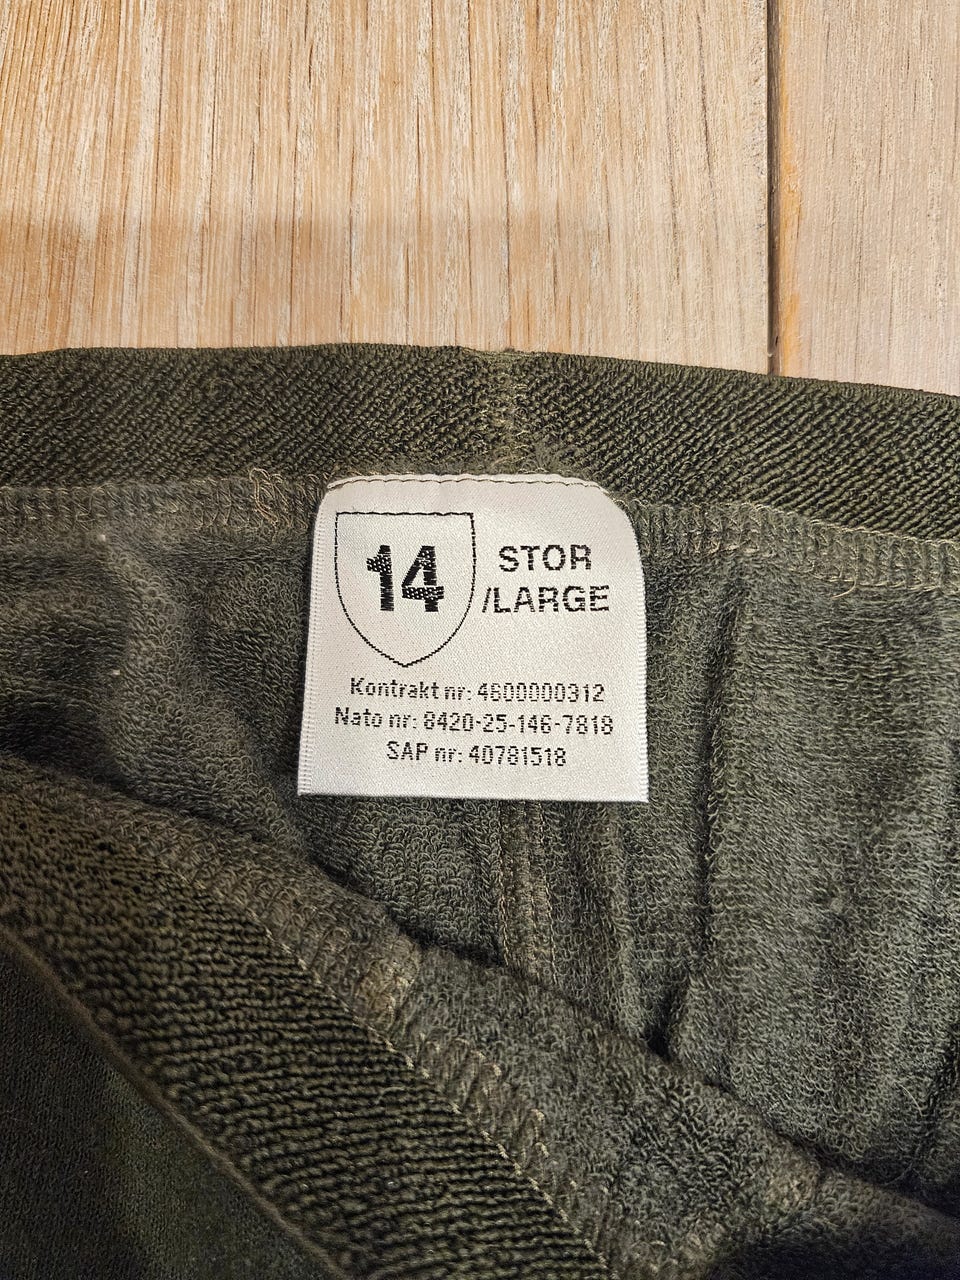 14
STOR
/LARGE
Kontrakt nr: 4600000312
Nato nr: 8420-25-146-7818
SAP nr: 40781518